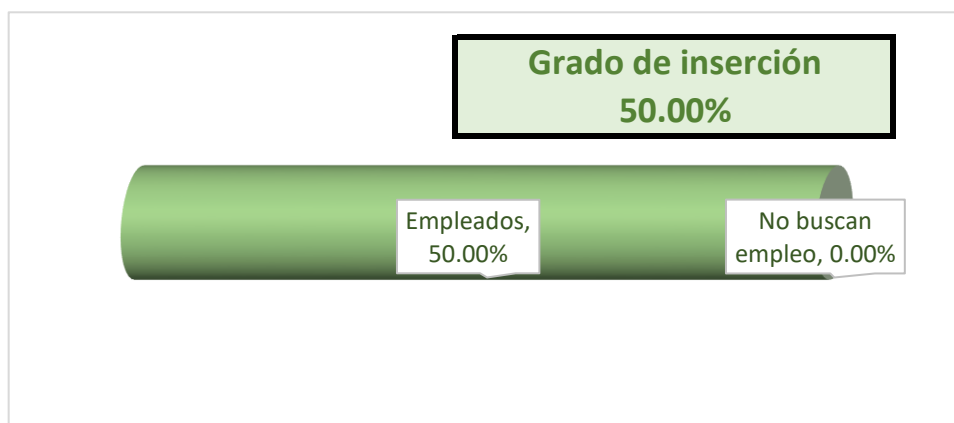 Grado de inserción
50.00%
Empleados,
50.00%
No buscan
empleo, 0.00%